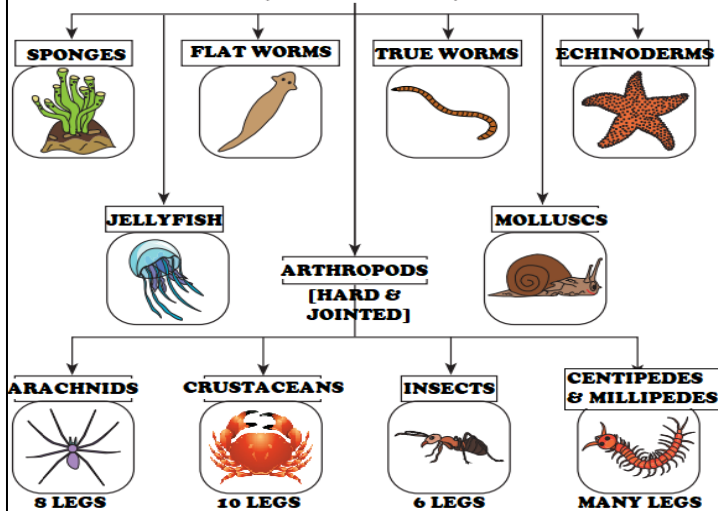 SPONGES
FLAT WORMS
TRUE WORMS
ECHINODERMS
JELLYFISH
MOLLUSCS
ARTHROPODS
[HARD &
JOINTED]
ARACHNIDS
CRUSTACEANS
INSECTS
CENTIPEDES
& MILLIPEDES
8 LEGS
10 LEGS
6 LEGS
MANY LEGS